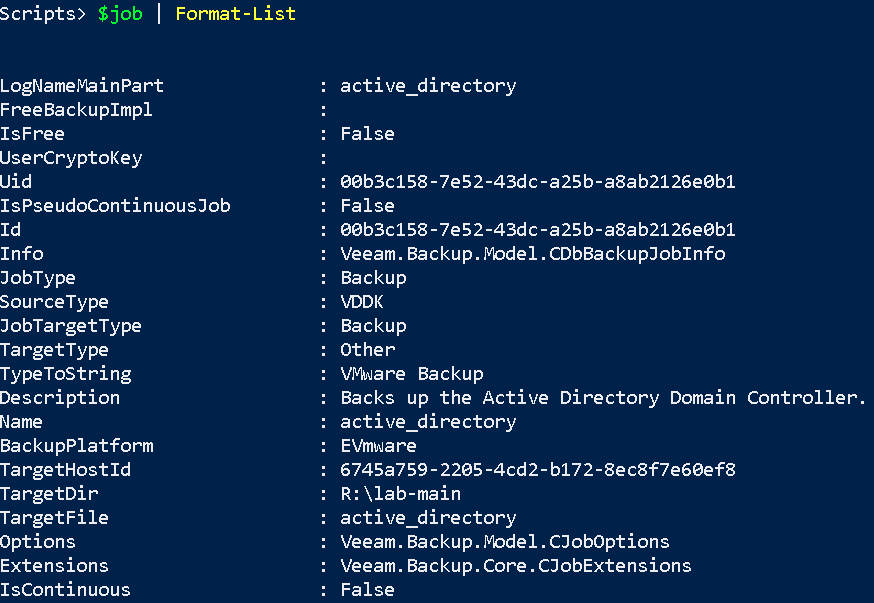 Scripts> $job | Format-List
LogNameMainPart : active_directory
FreeBackupImpl :
IsFree : False
UserCryptoKey :
Uid : 00b3c158-7e52-43dc-a25b-a8ab2126e0b1
IsPseudoContinuousJob : False
Id : 00b3c158-7e52-43dc-a25b-a8ab2126e0b1
Info : Veeam.Backup.Model.CDbBackupJobInfo
JobType : Backup
SourceType : VDDK
JobTargetType : Backup
TargetType : Other
TypeToString : VMware Backup
Description : Backs up the Active Directory Domain Controller.
Name : active_directory
BackupPlatform : EVmware
TargetHostId : 6745a759-2205-4cd2-b172-8ec8f7e60ef8
TargetDir : R:\lab-main
TargetFile : active_directory
Options : Veeam.Backup.Model.CJobOptions
Extensions : Veeam.Backup.Core.CJobExtensions
IsContinuous : False